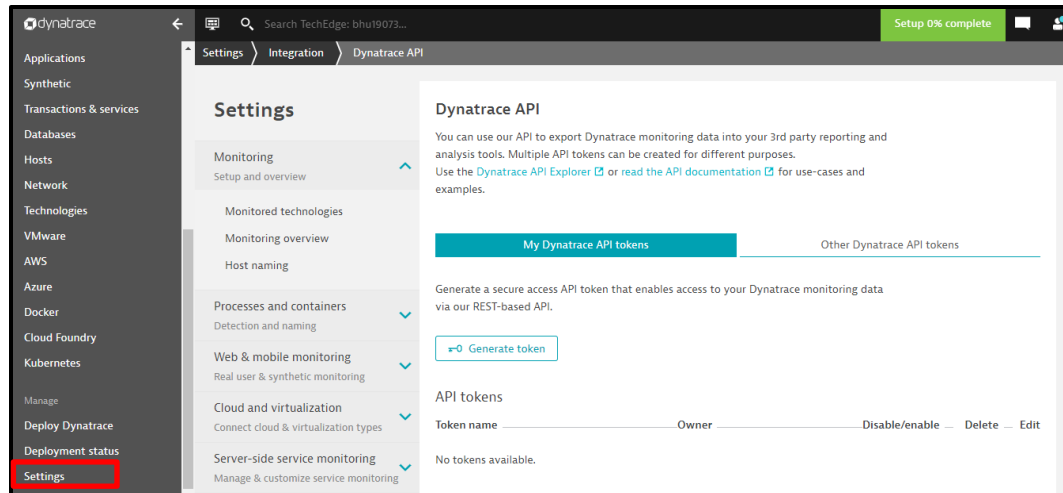 dynatrace
Search TechEdge: bhu19073...
Setup 0% complete
Settings
Integration
Dynatrace API
Applications
Synthetic
Transactions & services
Databases
Hosts
Network
Technologies
VMware
AWS
Azure
Docker
Cloud Foundry
Kubernetes
Manage
Deploy Dynatrace
Deployment status
Settings
Settings
Monitoring
Setup and overview
Monitored technologies
Monitoring overview
Host naming
Processes and containers
Detection and naming
Web & mobile monitoring
Real user & synthetic monitoring
Cloud and virtualization
Connect cloud & virtualization types
Server-side service monitoring
Manage & customize service monitoring
Dynatrace API
You can use our API to export Dynatrace monitoring data into your 3rd party reporting and
analysis tools. Multiple API tokens can be created for different purposes.
Use the Dynatrace API Explorer or read the API documentation for use-cases and
examples.
My Dynatrace API tokens
Other Dynatrace API tokens
Generate a secure access API token that enables access to your Dynatrace monitoring data
via our REST-based API.
Generate token
API tokens
Token name Owner Disable/enable Delete Edit
No tokens available.